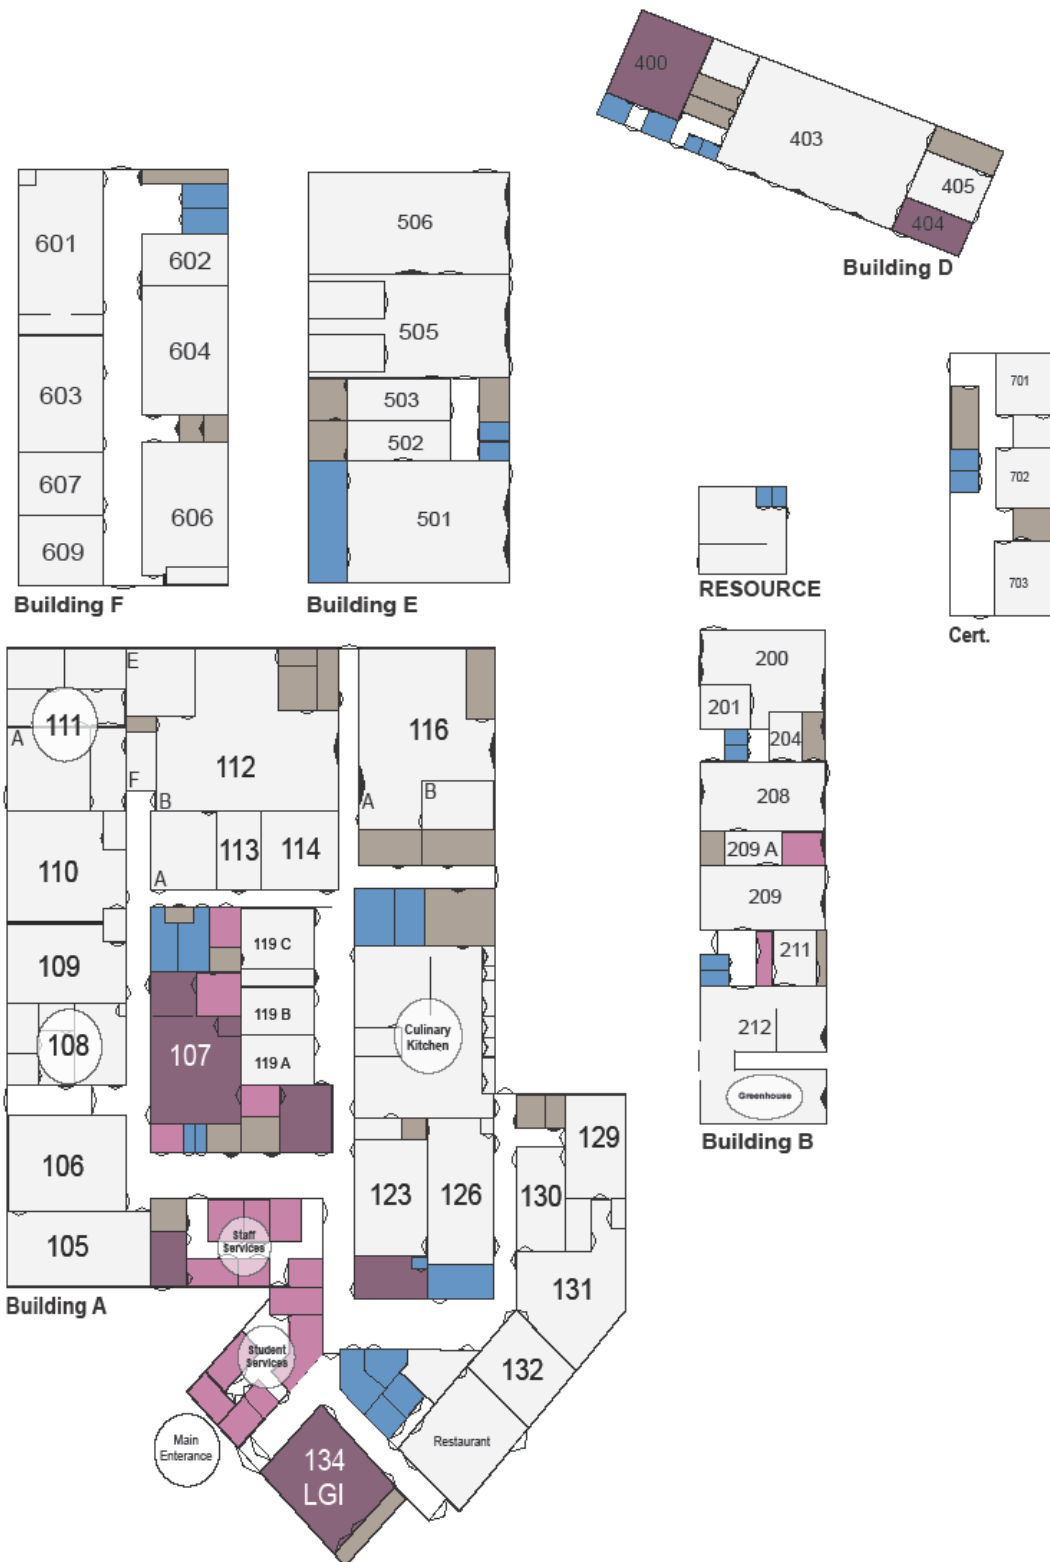 400
403
405
404
Building D
601
602
604
603
607
606
609
Building F
506
505
503
502
501
Building E
701
702
703
Cert.
RESOURCE
200
201
204
208
209 A
209
211
212
Greenhouse
Building B
E
111
A
F
112
B
116
A
B
110
113
114
A
109
119 C
108
107
119 B
119 A
Culinary
Kitchen
106
123
126
129
130
105
Staff
Services
131
Building A
Student
Services
132
Restaurant
Main
Enterance
134
LGI